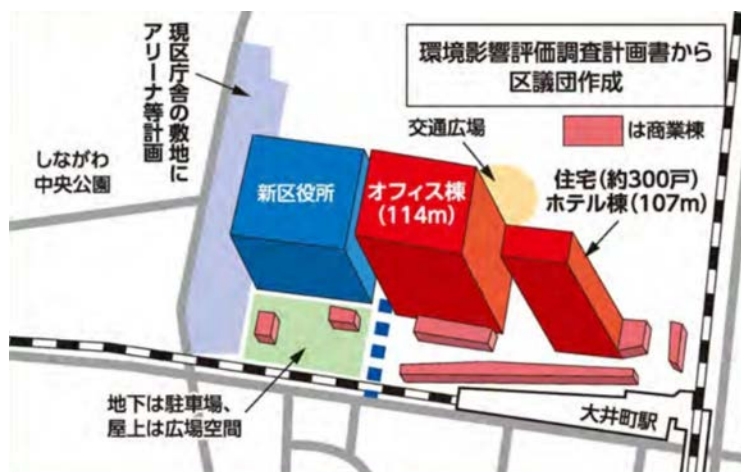 現区庁舎の敷地に
アリーナ等計画
環境影響評価調査計画書から
区議団作成
しながわ
中央公園
交通広場
は商業棟
新区役所
オフィス棟
(114m)
住宅(約300戸)
ホテル棟(107m)
地下は駐車場、
屋上は広場空間
大井町駅